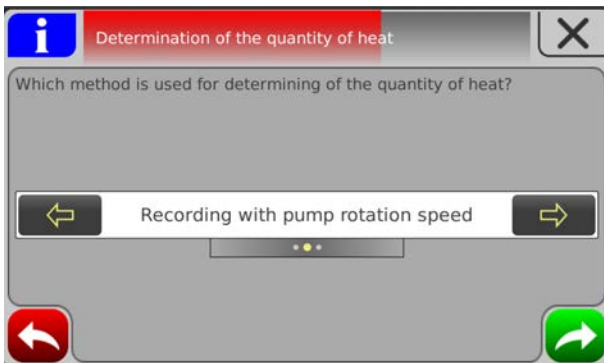 i
Determination of the quantity of heat
Which method is used for determining of the quantity of heat?
Recording with pump rotation speed